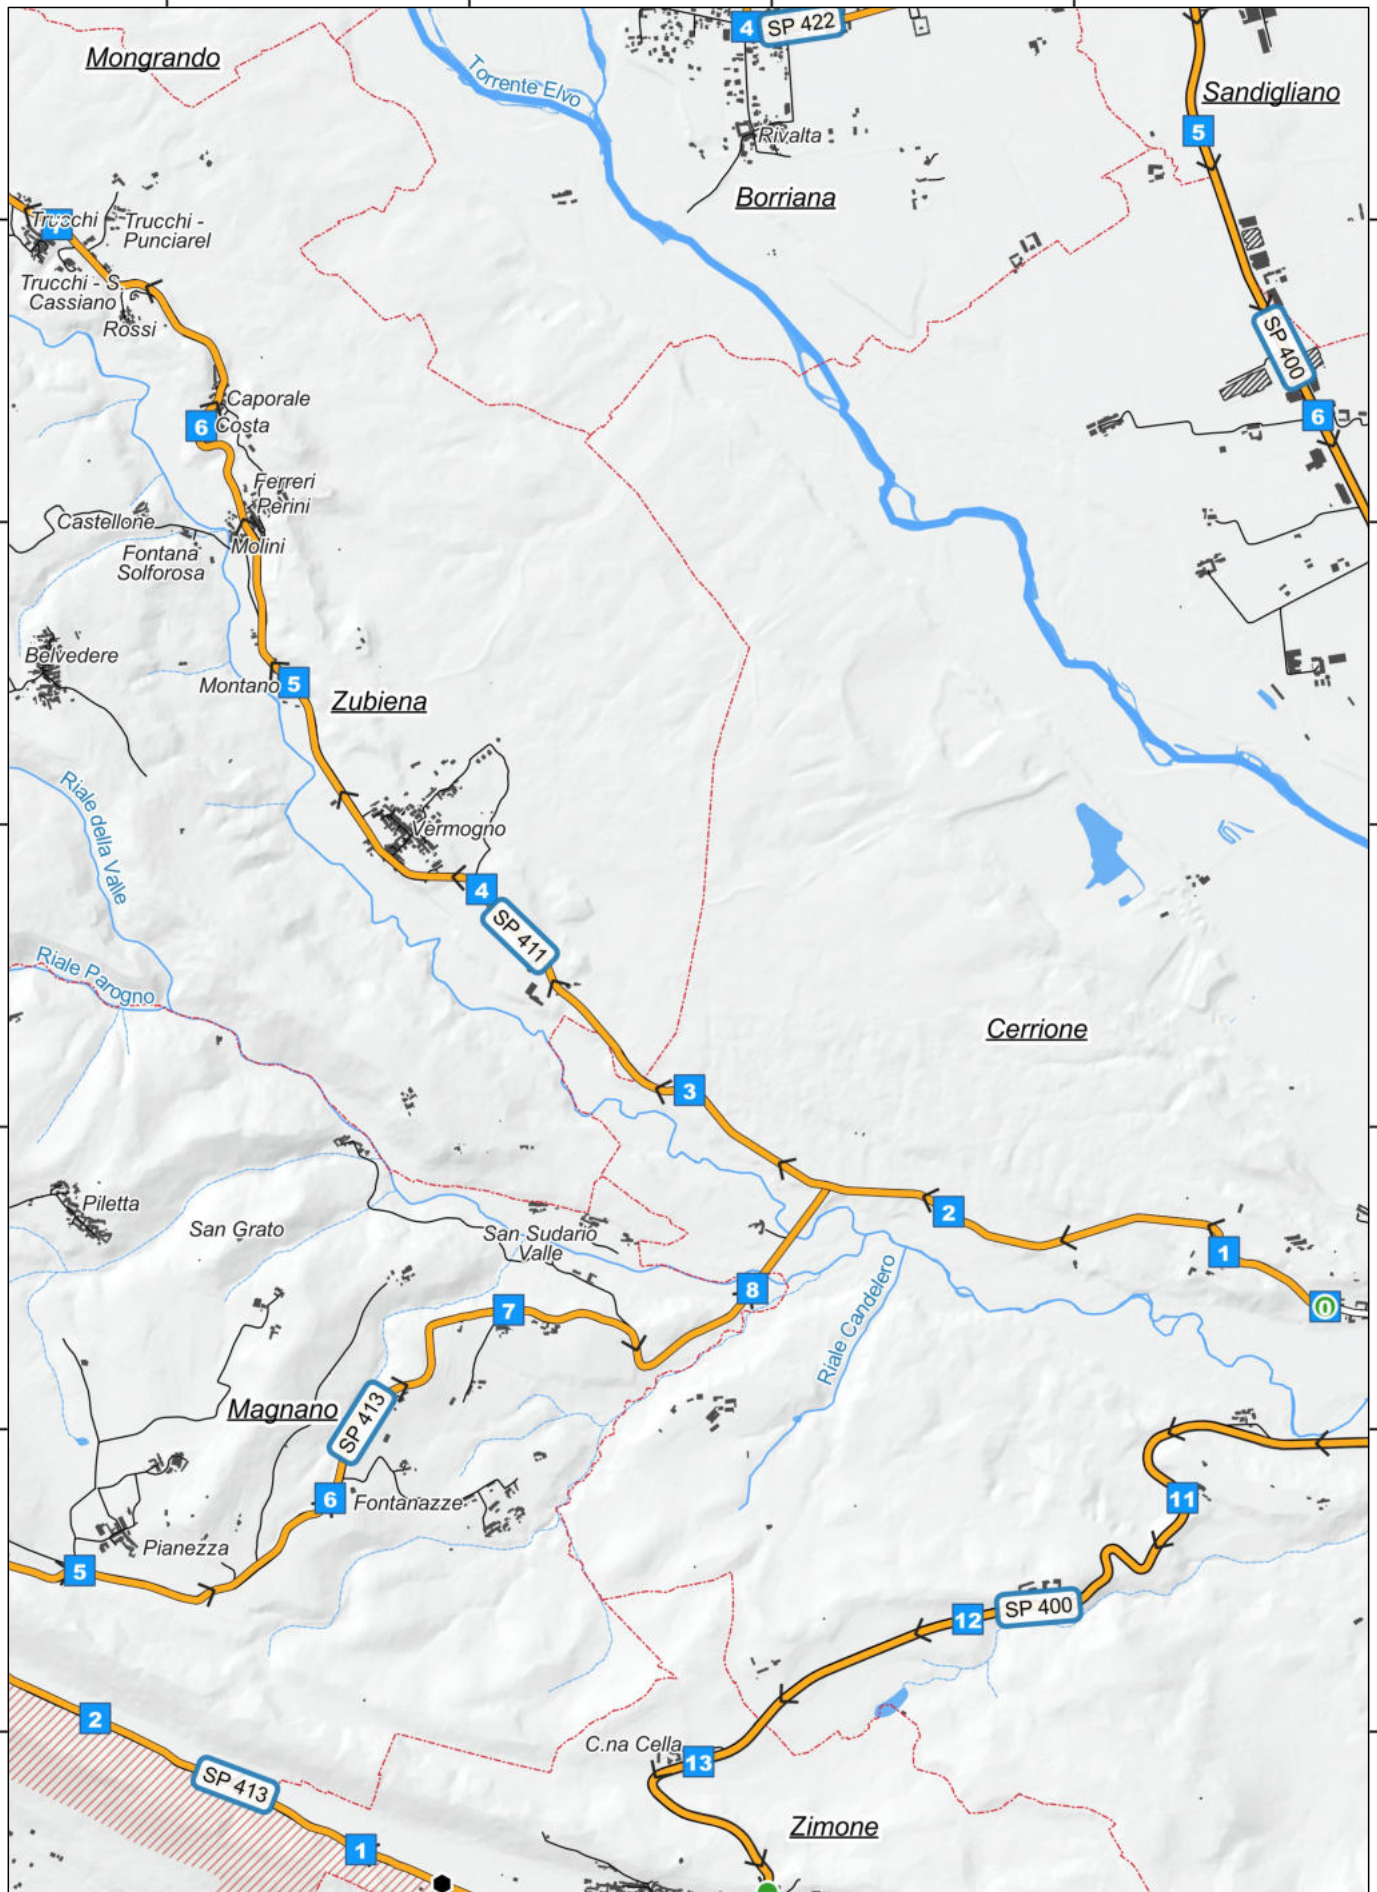 4
SP 422
Mongrando
Torrente Elvo
Sandigliano
5
Rivalta
Borriana
Trucchi
7
Trucchi -
Punciarel
Trucchi - S.
Cassiano
Rossi
SP 400
Caporale
6
Costa
6
Ferreri
Perini
Castellone
Molini
Fontana
Solforosa
Belvedere
Montano
5
Zubiena
Riale della Valle
Vermogno
4
SP 411
Riale Parogno
Cerrione
3
Piletta
San Grato
San Sudario
Valle
2
1
8
7
0
Riale Candelero
Magnano
SP 413
6
Fontanazze
11
Pianezza
5
SP 400
12
2
C.na Cella
13
SP 413
Zimone
1